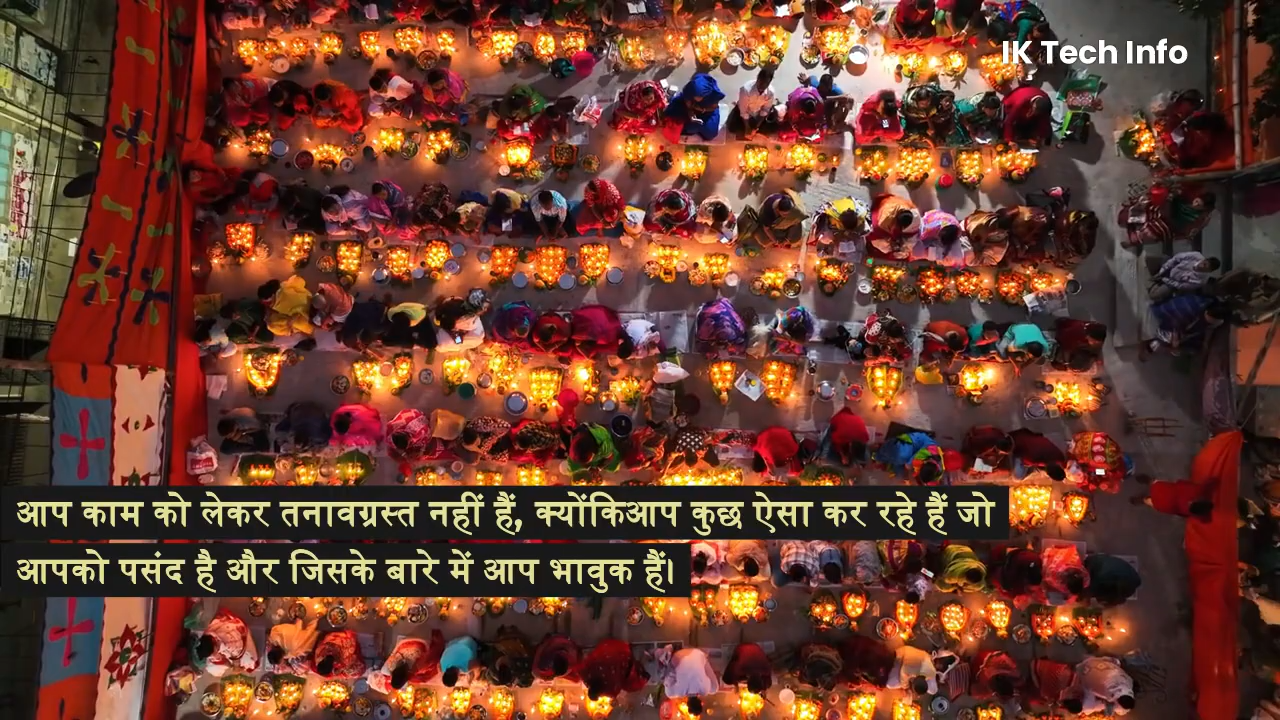 IK Tech Info
आप काम को लेकर तनावग्रस्त नहीं हैं, क्योंकिआप कुछ ऐसा कर रहे हैं जो
आपको पसंद है और जिसके बारे में आप भावुक हैं।